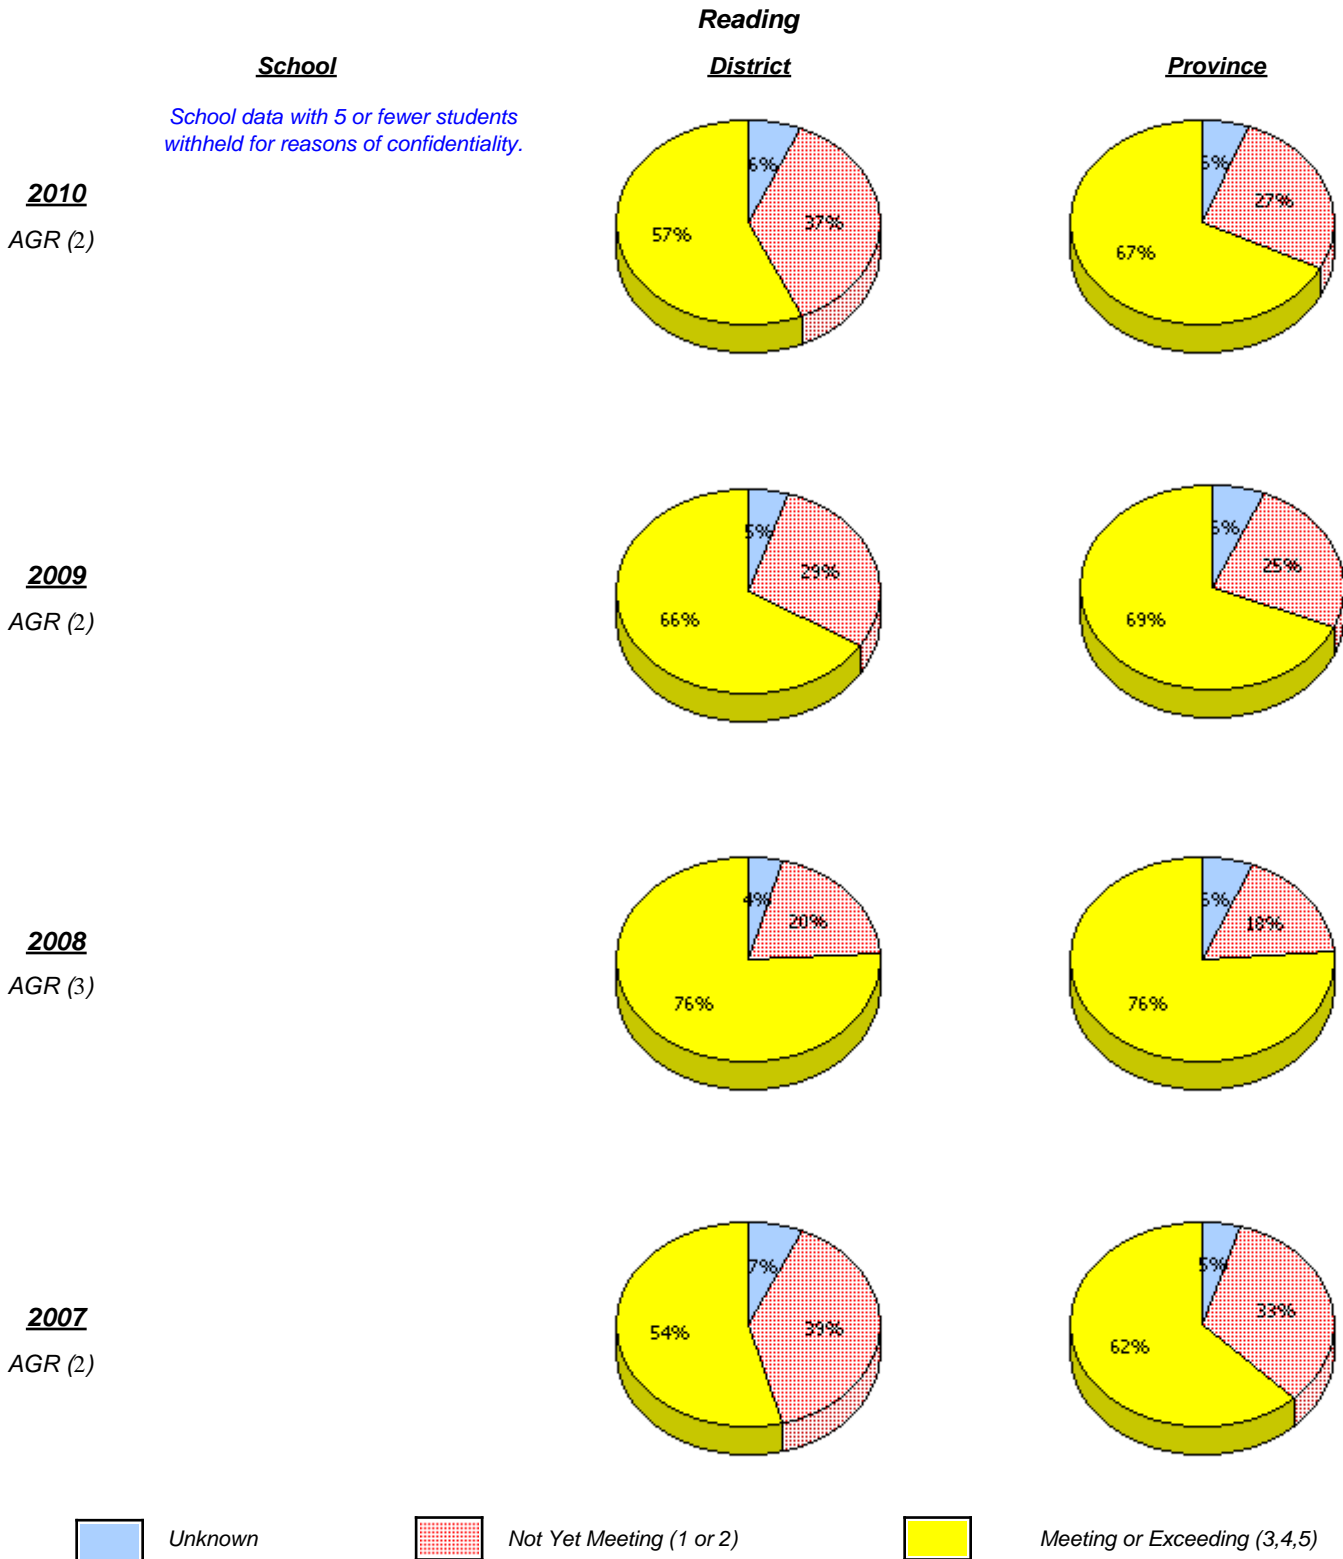 Reading
School District Province
School data with 5 or fewer students
withheld for reasons of confidentiality.
2010
AGR (2)
6% 37% 57%
6% 27% 67%
2009
AGR (2)
5% 29% 66%
6% 25% 69%
2008
AGR (3)
4% 20% 76%
6% 18% 76%
2007
AGR (2)
7% 39% 54%
5% 33% 62%
Unknown Not Yet Meeting (1 or 2) Meeting or Exceeding (3,4,5)